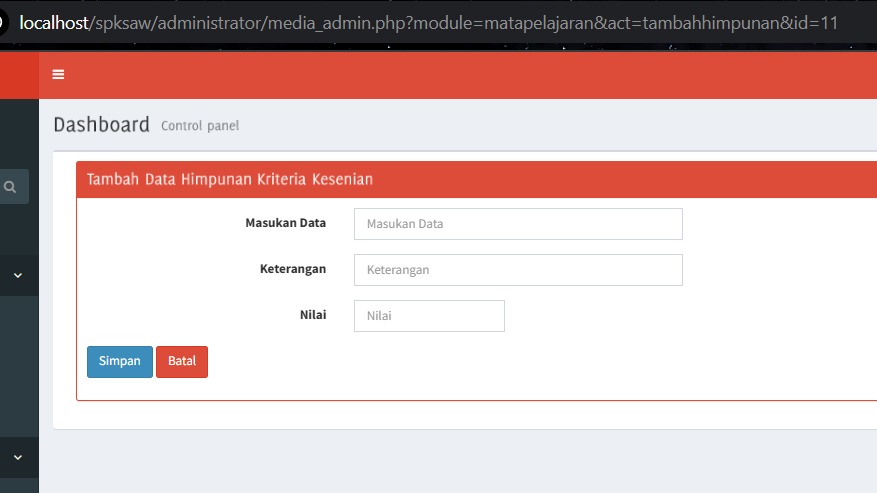 localhost/spksaw/administrator/media_admin.php?module=matapelajaran&act=tambahhimpunan&id=11
Dashboard Control panel
Tambah Data Himpunan Kriteria Kesenian
Masukan Data Masukan Data
Keterangan Keterangan
Nilai Nilai
Simpan Batal